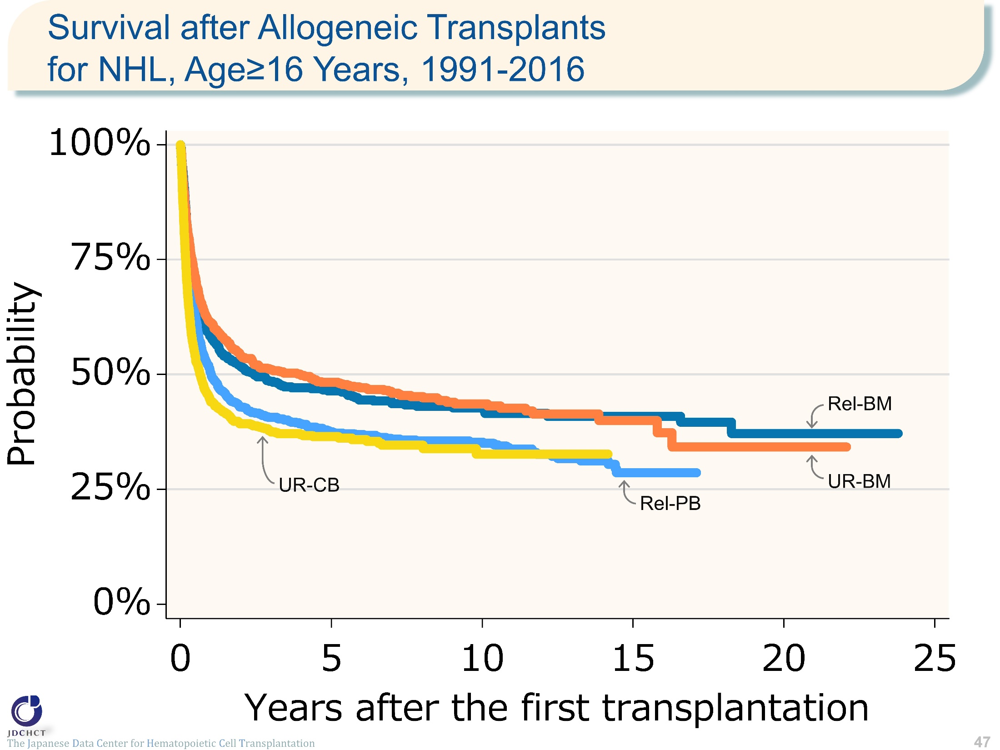 Survival after Allogeneic Transplants
for NHL, Age≥16 Years, 1991-2016
100%
75%
50%
25%
0%
Probability
Rel-BM
UR-BM
UR-CB
Rel-PB
0 5 10 15 20 25
Years after the first transplantation
JDCHCT
The Japanese Data Center for Hematopoietic Cell Transplantation
47